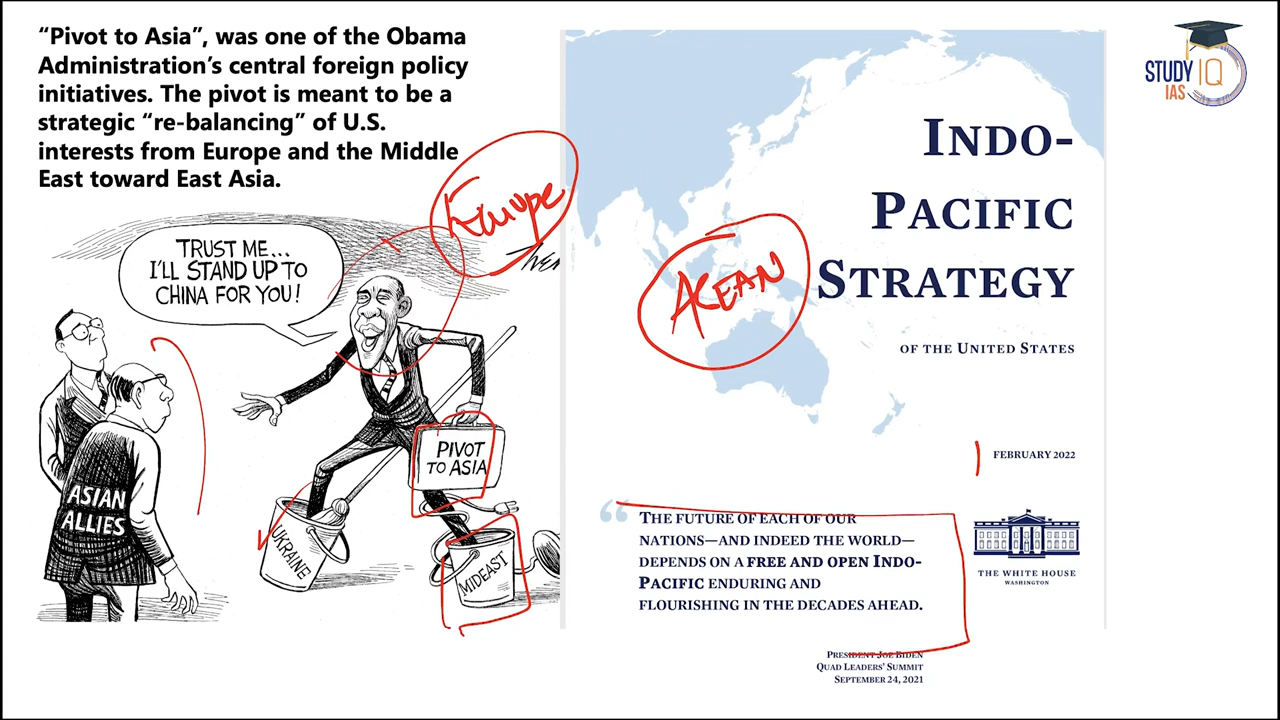 “Pivot to Asia”, was one of the Obama
Administration’s central foreign policy
initiatives. The pivot is meant to be a
strategic “re-balancing” of U.S.
interests from Europe and the Middle
East toward East Asia.
Europe
TRUST ME...
I'LL STAND UP TO
CHINA FOR YOU!
ASIAN
ALLIES
PIVOT
TO ASIA
UKRAINE
MIDEAST
STUDY IQ
IAS
INDO-
PACIFIC
STRATEGY
OF THE UNITED STATES
ASEAN
FEBRUARY 2022
“ THE FUTURE OF EACH OF OUR
NATIONS—AND INDEED THE WORLD—
DEPENDS ON A FREE AND OPEN INDO-
PACIFIC ENDURING AND
FLOURISHING IN THE DECADES AHEAD.
PRESIDENT JOE BIDEN
QUAD LEADERS’ SUMMIT
SEPTEMBER 24, 2021
THE WHITE HOUSE
WASHINGTON